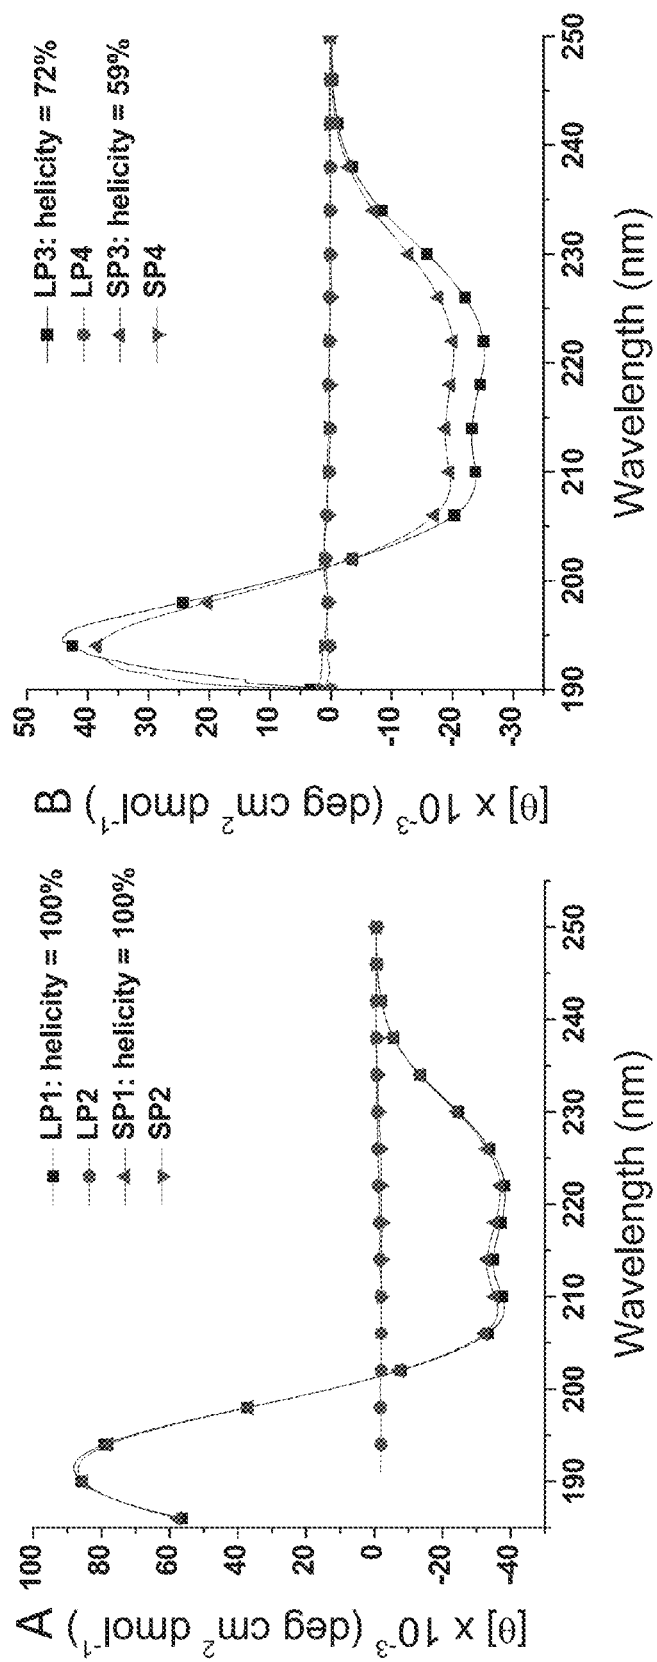 A
[θ] x 10⁻³ (deg cm² dmol⁻¹)
100
80
60
40
20
0
-20
-40
LP1: helicity = 100%
LP2
SP1: helicity = 100%
SP2
190 200 210 220 230 240 250
Wavelength (nm)
B
[θ] x 10⁻³ (deg cm² dmol⁻¹)
50
40
30
20
10
0
-10
-20
-30
LP3: helicity = 72%
LP4
SP3: helicity = 59%
SP4
190 200 210 220 230 240 250
Wavelength (nm)